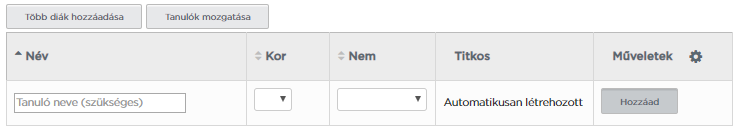 Több diák hozzáadása Tanulók mozgatása
Név Kor Nem Titkos Műveletek
Tanuló neve (szükséges) Automatikusan létrehozott Hozzáad